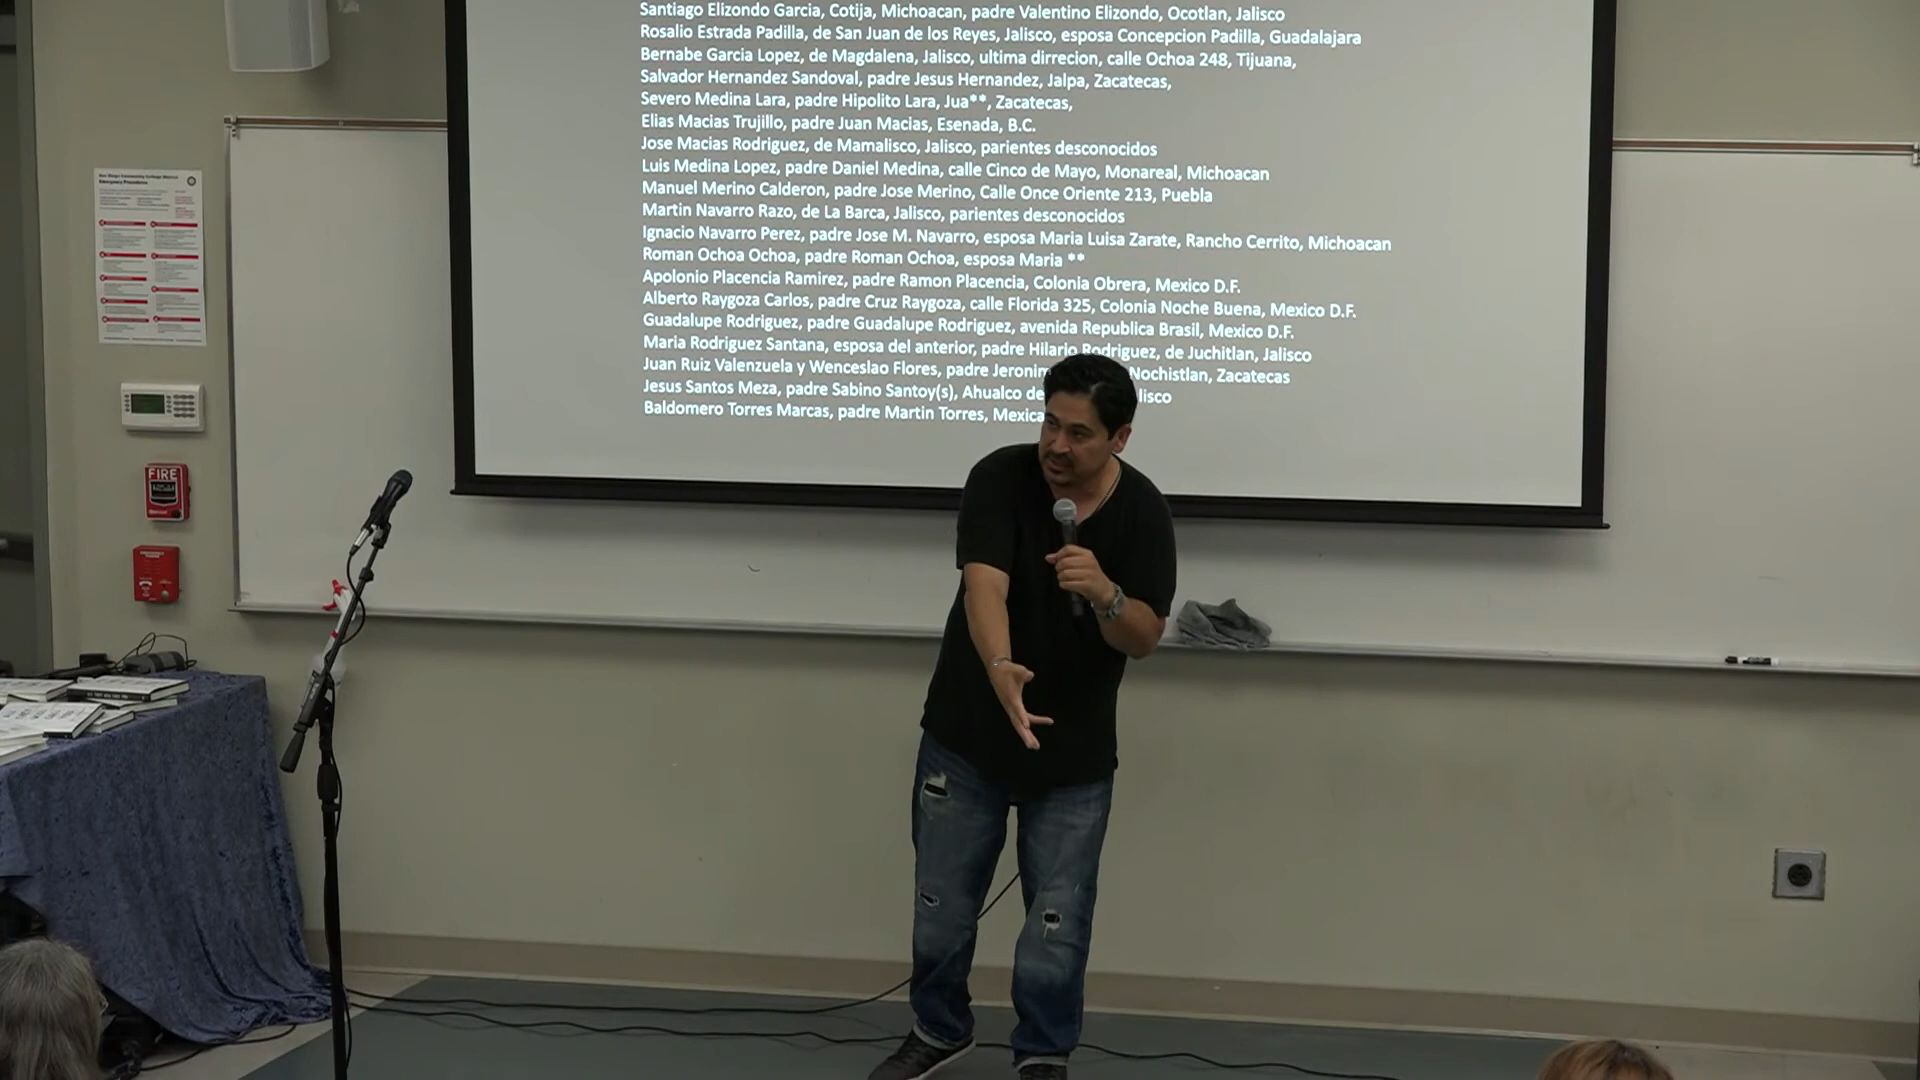 Santiago Elizondo Garcia, Cotija, Michoacan, padre Valentino Elizondo, Ocotlan, Jalisco
Rosalio Estrada Padilla, de San Juan de los Reyes, Jalisco, esposa Concepcion Padilla, Guadalajara
Bernabe Garcia Lopez, de Magdalena, Jalisco, ultima dirrecion, calle Ochoa 248, Tijuana,
Salvador Hernandez Sandoval, padre Jesus Hernandez, Jalpa, Zacatecas,
Severo Medina Lara, padre Hipolito Lara, Jua**, Zacatecas,
Elias Macias Trujillo, padre Juan Macias, Esenada, B.C.
Jose Macias Rodriguez, de Mamalisco, Jalisco, parientes desconocidos
Luis Medina Lopez, padre Daniel Medina, calle Cinco de Mayo, Monareal, Michoacan
Manuel Merino Calderon, padre Jose Merino, Calle Once Oriente 213, Puebla
Martin Navarro Razo, de La Barca, Jalisco, parientes desconocidos
Ignacio Navarro Perez, padre Jose M. Navarro, esposa Maria Luisa Zarate, Rancho Cerrito, Michoacan
Roman Ochoa Ochoa, padre Roman Ochoa, esposa Maria **
Apolonio Placencia Ramirez, padre Ramon Placencia, Colonia Obrera, Mexico D.F.
Alberto Raygoza Carlos, padre Cruz Raygoza, calle Florida 325, Colonia Noche Buena, Mexico D.F.
Guadalupe Rodriguez, padre Guadalupe Rodriguez, avenida Republica Brasil, Mexico D.F.
Maria Rodriguez Santana, esposa del anterior, padre Hilario Rodriguez, de Juchitlan, Jalisco
Juan Ruiz Valenzuela y Wenceslao Flores, padre Jeronim Nochistlan, Zacatecas
Jesus Santos Meza, padre Sabino Santoy(s), Ahualco de lisco
Baldomero Torres Marcas, padre Martin Torres, Mexica
San Diego Community College District
Emergency Procedures
FIRE